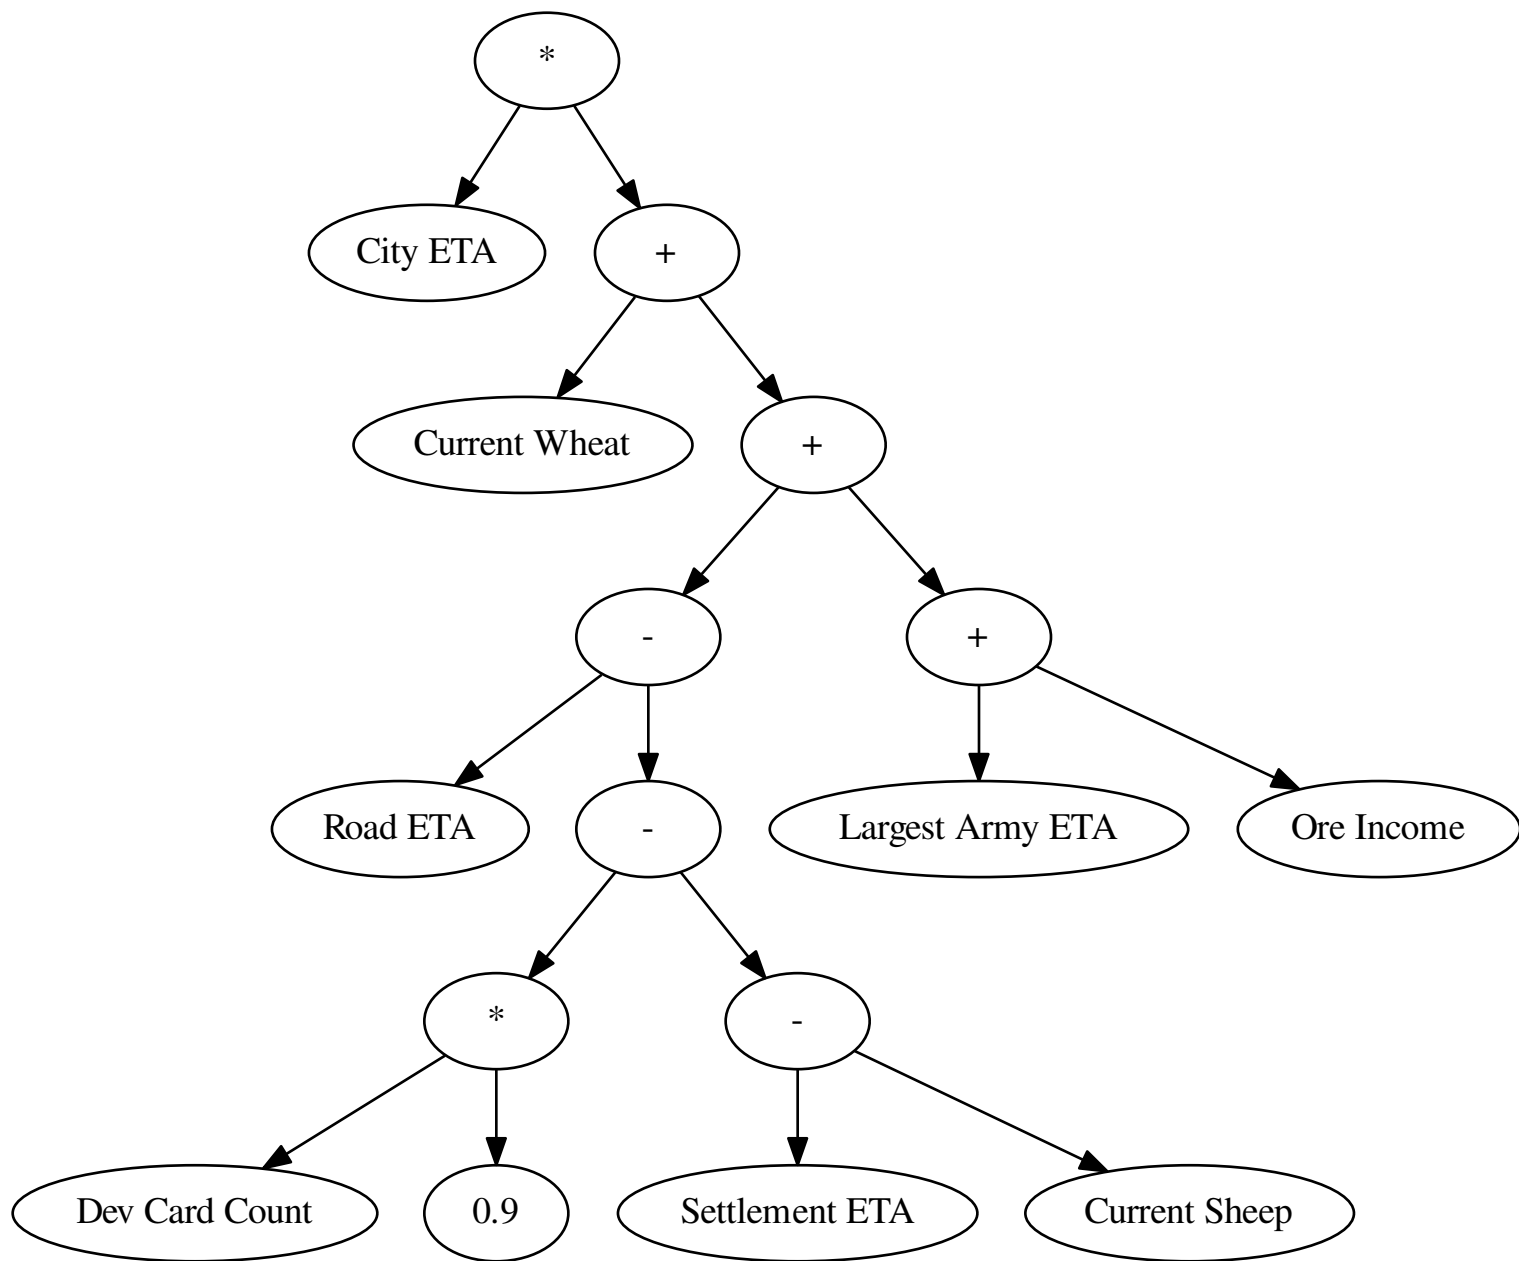 *
City ETA
+
Current Wheat
+
-
+
Road ETA
-
Largest Army ETA
Ore Income
*
-
Dev Card Count
0.9
Settlement ETA
Current Sheep